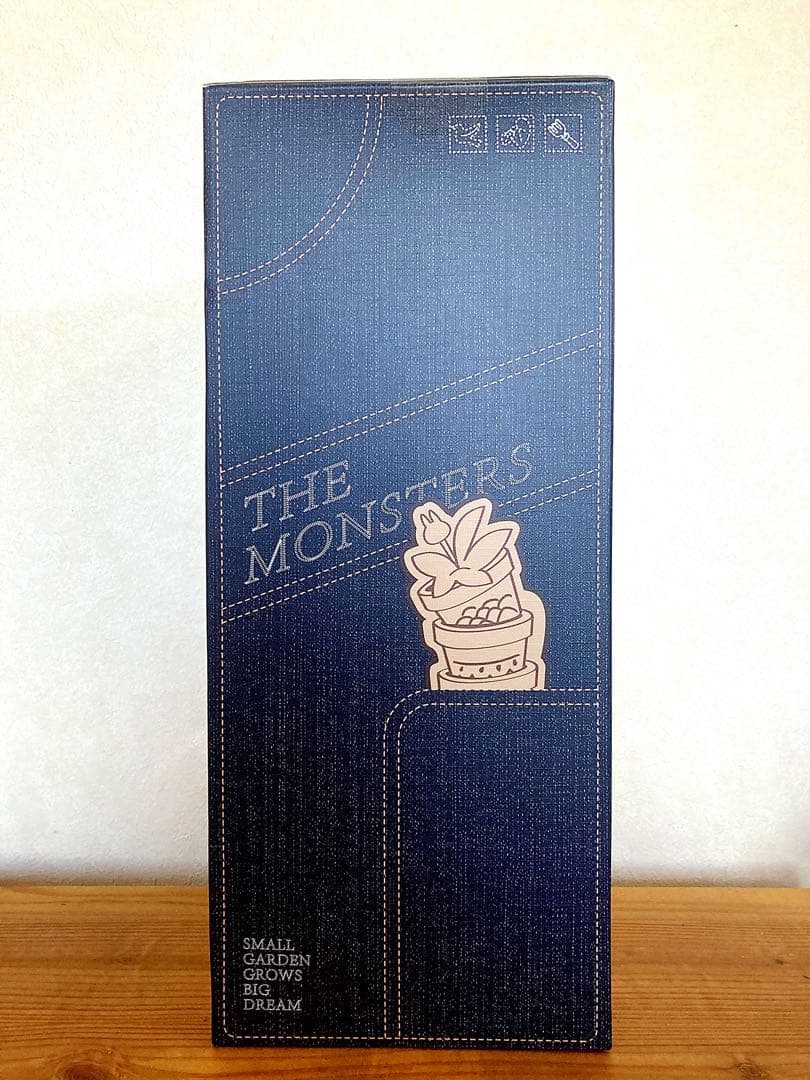 THE
MONSTERS
SMALL
GARDEN
GROWS
BIG
DREAM